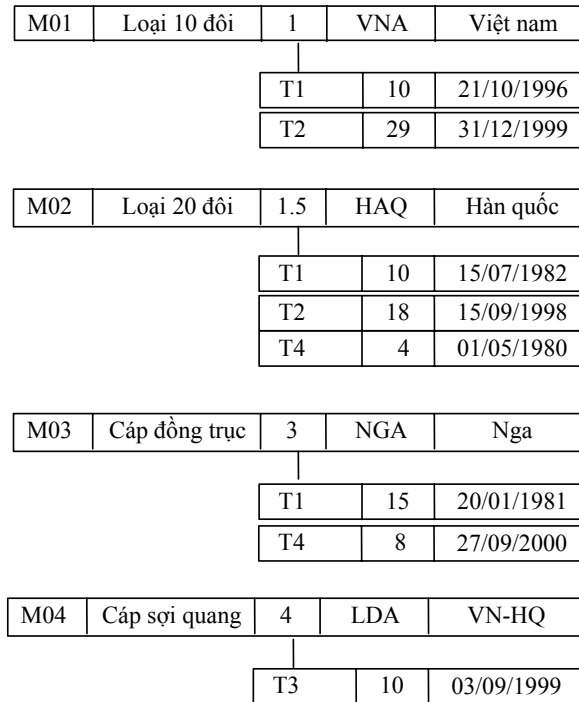 M01 Loại 10 đôi 1 VNA Việt nam
T1 10 21/10/1996
T2 29 31/12/1999
M02 Loại 20 đôi 1.5 HAQ Hàn quốc
T1 10 15/07/1982
T2 18 15/09/1998
T4 4 01/05/1980
M03 Cáp đồng trục 3 NGA Nga
T1 15 20/01/1981
T4 8 27/09/2000
M04 Cáp sợi quang 4 LDA VN-HQ
T3 10 03/09/1999